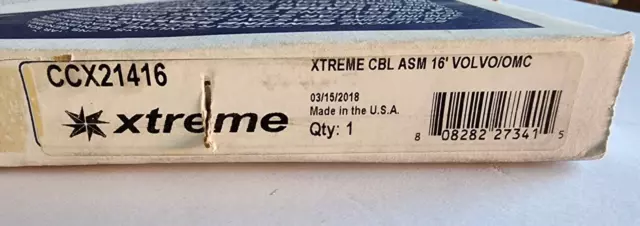 CCX21416
xtreme
XTREME CBL ASM 16' VOLVO/OMC
03/15/2018
Made in the U.S.A.
Qty: 1
8 08282 27341 5